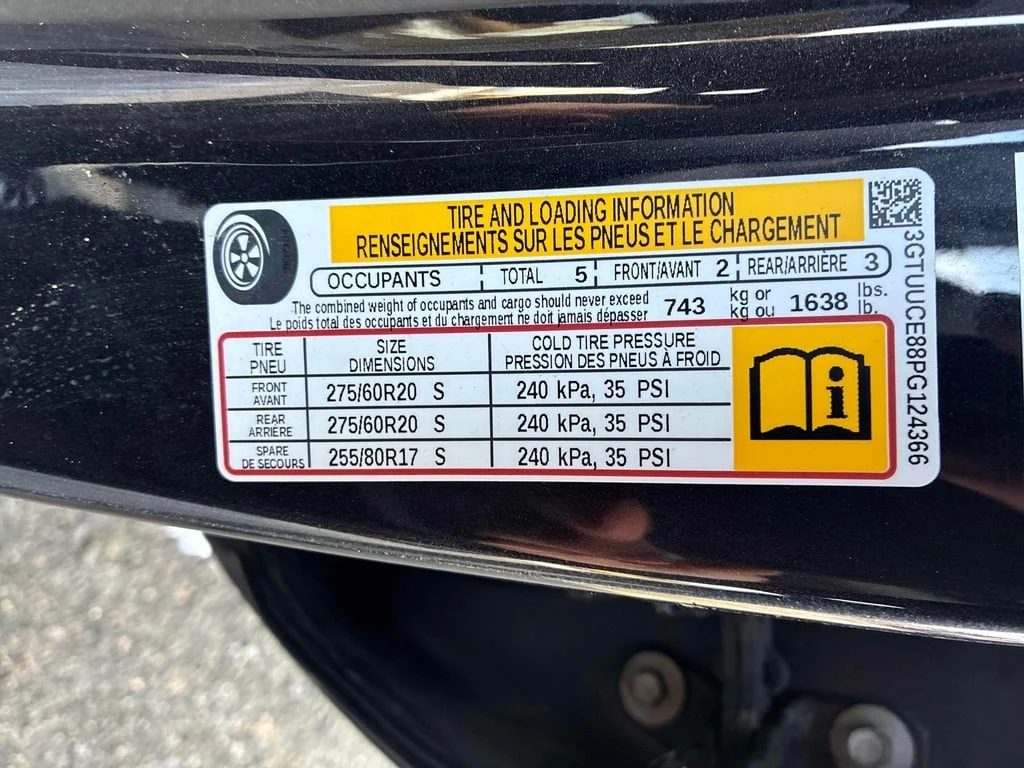 TIRE AND LOADING INFORMATION
RENSEIGNEMENTS SUR LES PNEUS ET LE CHARGEMENT
OCCUPANTS TOTAL 5 FRONT/AVANT 2 REAR/ARRIÈRE 3
The combined weight of occupants and cargo should never exceed 743 kg or 1638 lbs.
Le poids total des occupants et du chargement ne doit jamais dépasser kg ou lb.
TIRE SIZE COLD TIRE PRESSURE
PNEU DIMENSIONS PRESSION DES PNEUS À FROID
FRONT
AVANT 275/60R20 S 240 kPa, 35 PSI
REAR
ARRIÈRE 275/60R20 S 240 kPa, 35 PSI
SPARE
DE SECOURS 255/80R17 S 240 kPa, 35 PSI
i
3GTUUCE88PG124366